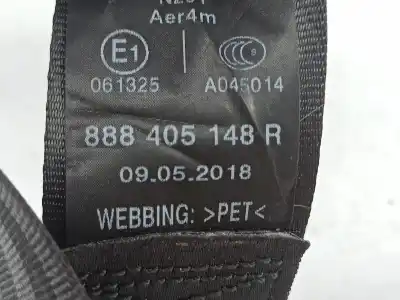 Aer4m
E1
061325 A045014
888 405 148 R
09.05.2018
WEBBING: >PET<